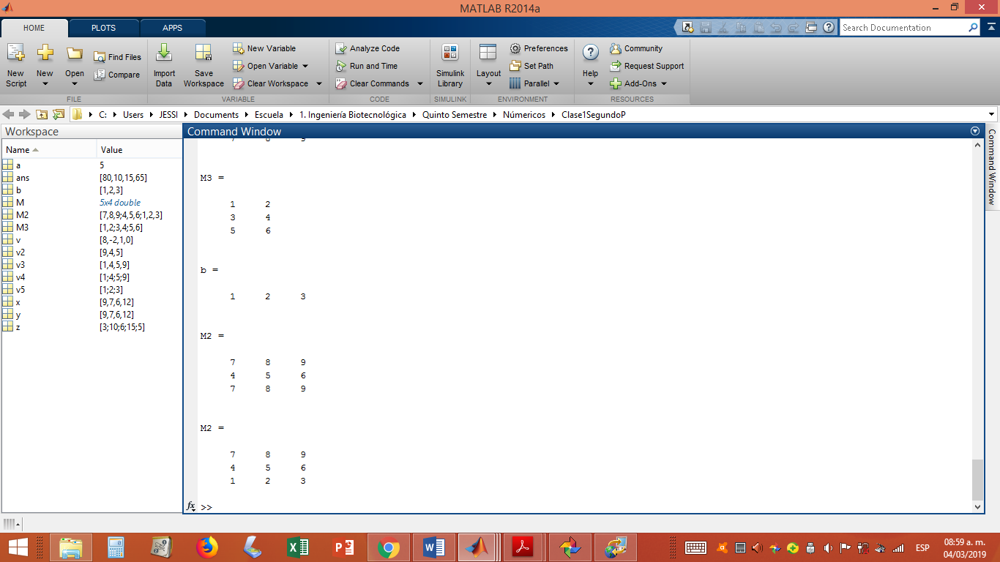 MATLAB R2014a
HOME PLOTS APPS
Search Documentation
New Script
New
Open
Find Files
Compare
Import Data
Save Workspace
New Variable
Open Variable
Clear Workspace
Analyze Code
Run and Time
Clear Commands
Simulink Library
Layout
Preferences
Set Path
Parallel
Help
Community
Request Support
Add-Ons
FILE VARIABLE CODE SIMULINK ENVIRONMENT RESOURCES
C: Users JESSI Documents Escuela 1. Ingeniería Biotecnológica Quinto Semestre Númericos Clase1SegundoP
Workspace
Name Value
a 5
ans [80,10,15,65]
b [1,2,3]
M 5x4 double
M2 [7,8,9;4,5,6;1,2,3]
M3 [1,2;3,4;5,6]
v [8,-2,1,0]
v2 [9,4,5]
v3 [1,4,5,9]
v4 [1;4;5;9]
v5 [1;2;3]
x [9,7,6,12]
y [9,7,6,12]
z [3;10;6;15;5]
Command Window
7 8 9
M3 =
1 2
3 4
5 6
b =
1 2 3
M2 =
7 8 9
4 5 6
7 8 9
M2 =
7 8 9
4 5 6
1 2 3
fx >>
Command Window
ESP
08:59 a. m.
04/03/2019